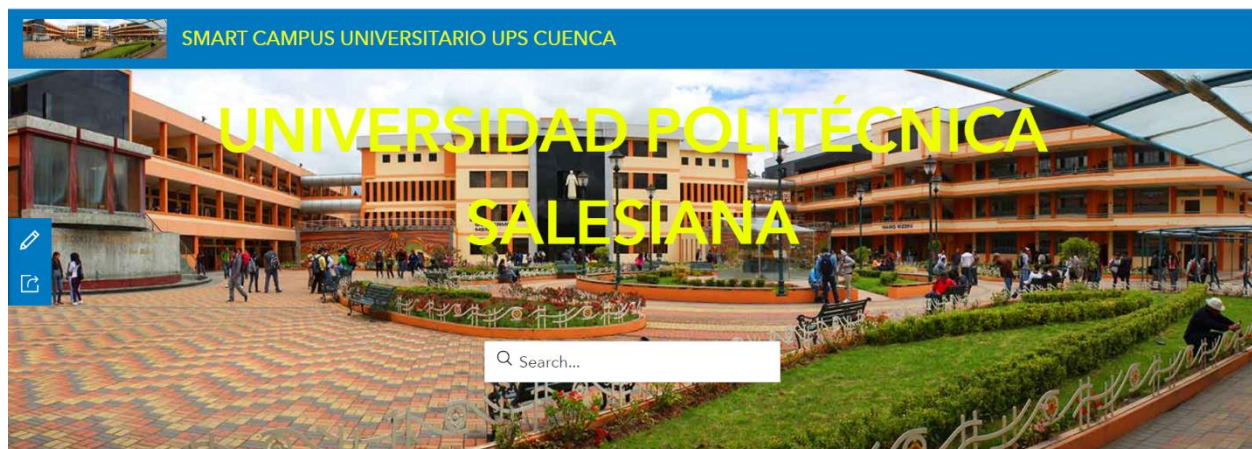 SMART CAMPUS UNIVERSITARIO UPS CUENCA
UNIVERSIDAD POLITÉCNICA
SALESIANA
Search...